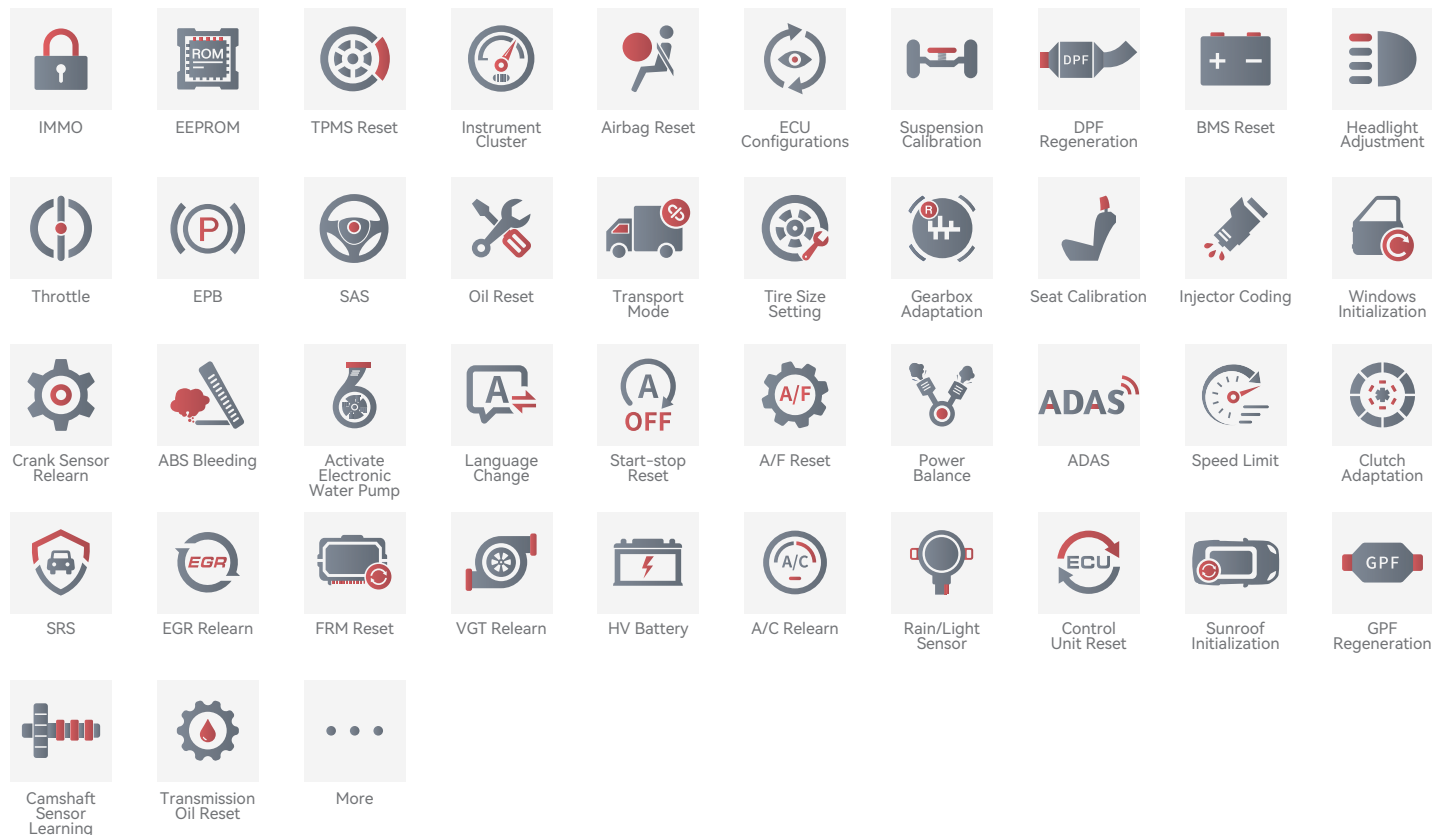 ROM
DPF
IMMO
EEPROM
TPMS Reset
Instrument
Cluster
Airbag Reset
ECU
Configurations
Suspension
Calibration
DPF
Regeneration
BMS Reset
Headlight
Adjustment
P
R
Throttle
EPB
SAS
Oil Reset
Transport
Mode
Tire Size
Setting
Gearbox
Adaptation
Seat Calibration
Injector Coding
Windows
Initialization
A
A
OFF
A/F
ADAS
Crank Sensor
Relearn
ABS Bleeding
Activate
Electronic
Water Pump
Language
Change
Start-stop
Reset
A/F Reset
Power
Balance
ADAS
Speed Limit
Clutch
Adaptation
EGR
A/C
ECU
GPF
SRS
EGR Relearn
FRM Reset
VGT Relearn
HV Battery
A/C Relearn
Rain/Light
Sensor
Control
Unit Reset
Sunroof
Initialization
GPF
Regeneration
Camshaft
Sensor
Learning
Transmission
Oil Reset
More